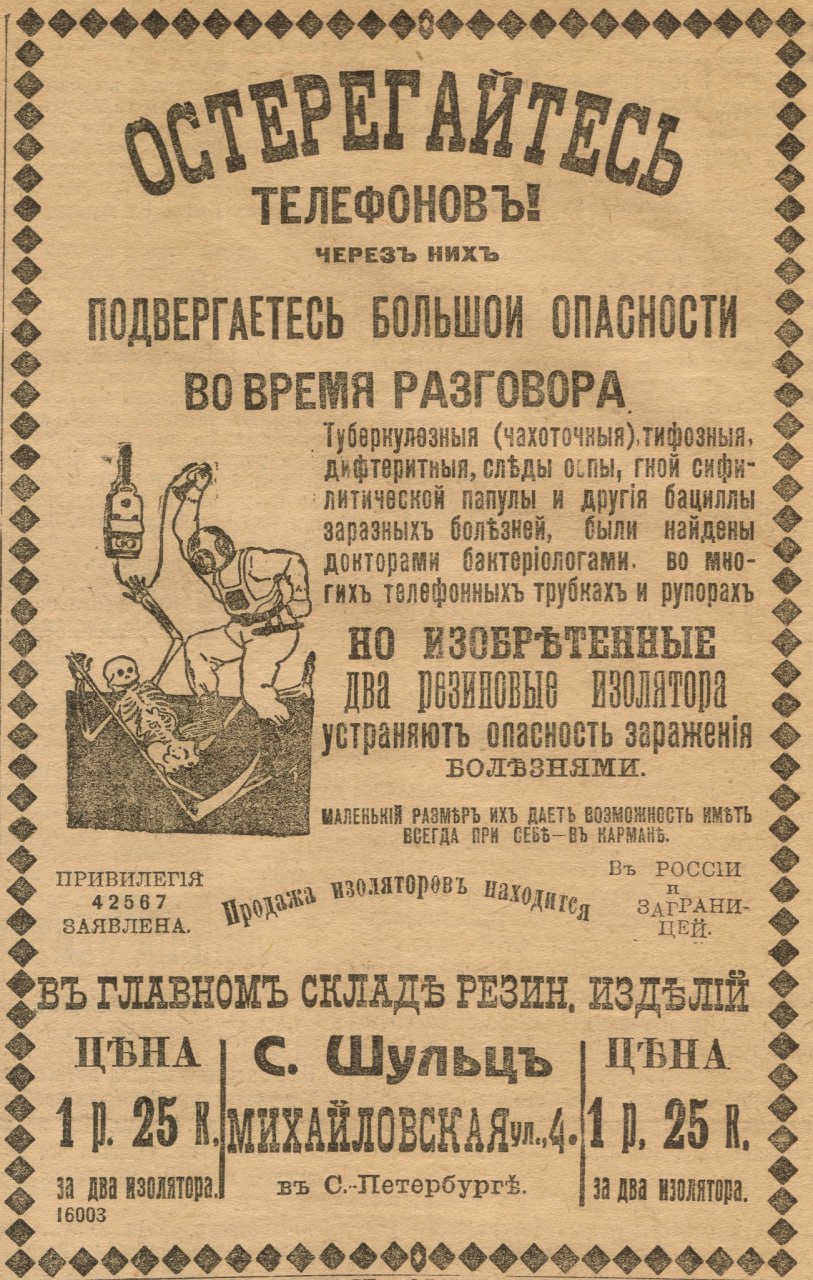 ОСТЕРЕГАЙТЕСЬ
ТЕЛЕФОНОВЪ!
ЧЕРЕЗЪ НИХЪ
ПОДВЕРГАЕТЕСЬ БОЛЬШОИ ОПАСНОСТИ
ВО ВРЕМЯ РАЗГОВОРА.
Туберкулезныя (чахоточныя), тифозныя,
дифтеритныя, слѣды оспы, гной сифи-
литической папулы и другія бациллы
заразныхъ болѣзней, были найдены
докторами бактеріологами. во мно-
гихъ телефонныхъ трубкахъ и рупорахъ
НО ИЗОБРѢТЕННЫЕ
два резиновые изолятора
устраняютъ опасность зараженія
БОЛѢЗНЯМИ.
МАЛЕНЬКІЙ РАЗМѢРЪ ИХЪ ДАЕТЪ ВОЗМОЖНОСТЬ ИМѢТЬ
ВСЕГДА ПРИ СЕБѢ—ВЪ КАРМАНѢ.
ПРИВИЛЕГІЯ
42567
ЗАЯВЛЕНА.
Продажа изоляторовъ находится
Въ РОССІИ
и
ЗАГРАНИ-
ЦЕЙ.
ВЪ ГЛАВНОМЪ СКЛАДѢ РЕЗИН. ИЗДѢЛІЙ
ЦѢНА
1 р. 25 к.
за два изолятора.
16003
С. Шульцъ
МИХАЙЛОВСКАЯ ул., 4.
въ С.-Петербургѣ.
ЦѢНА
1 р. 25 к.
за два изолятора.